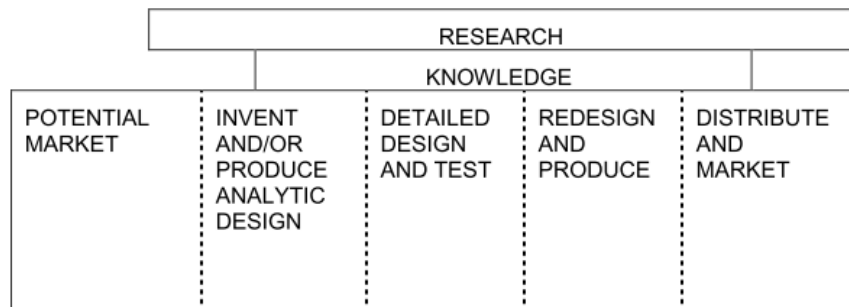 RESEARCH
KNOWLEDGE
POTENTIAL
MARKET
INVENT
AND/OR
PRODUCE
ANALYTIC
DESIGN
DETAILED
DESIGN
AND TEST
REDESIGN
AND
PRODUCE
DISTRIBUTE
AND
MARKET